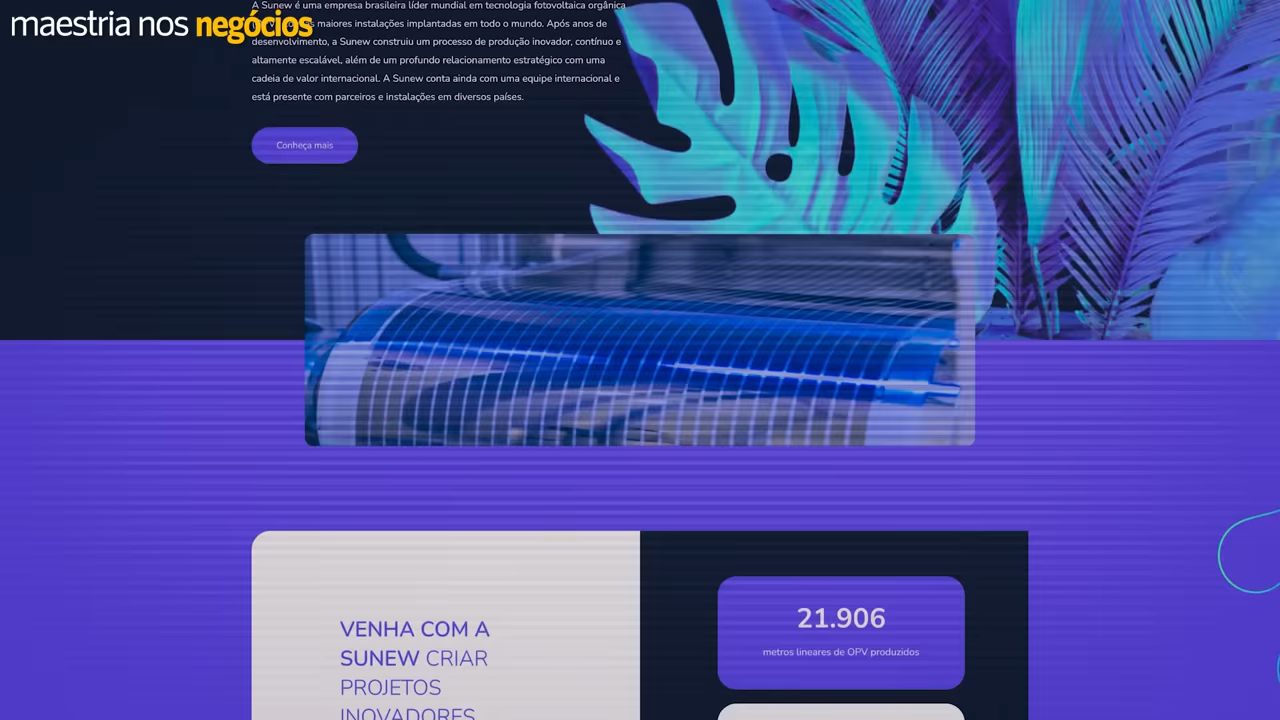 A Sunew é uma empresa brasileira líder mundial em tecnologia fotovoltaica orgânica
maestria nos negócios
maiores instalações implantadas em todo o mundo. Após anos de
desenvolvimento, a Sunew construiu um processo de produção inovador, contínuo e
altamente escalável, além de um profundo relacionamento estratégico com uma
cadeia de valor internacional. A Sunew conta ainda com uma equipe internacional e
está presente com parceiros e instalações em diversos países.
Conheça mais
VENHA COM A
SUNEW CRIAR
PROJETOS
INOVADORES
21.906
metros lineares de OPV produzidos